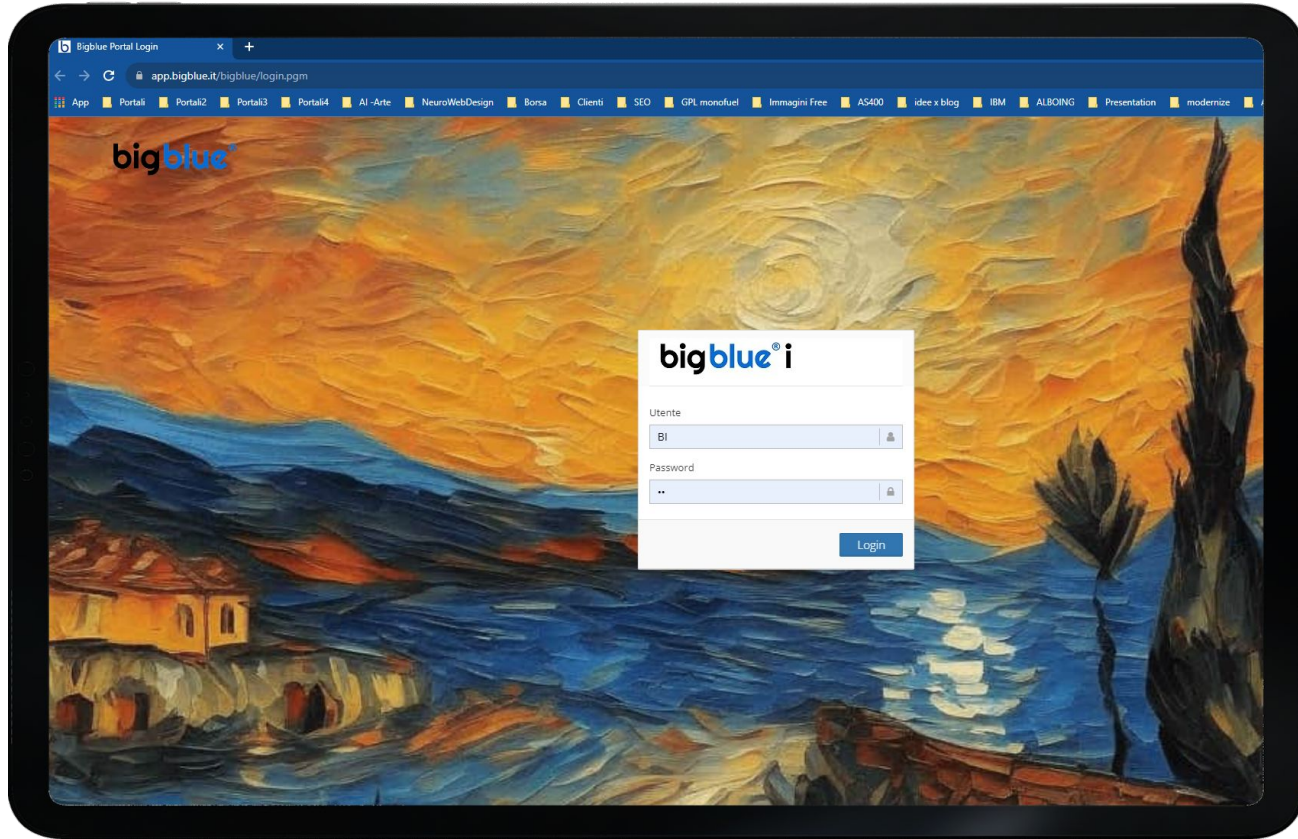 Bigblue Portal Login
app.bigblue.it/bigblue/login.pgm
App Portali Portali2 Portali3 Portali4 AI -Arte NeuroWebDesign Borsa Clienti SEO GPL monofuel Immagini Free AS400 idee x blog IBM ALBOING Presentation modernize
bigblue®
bigblue® i
Utente
BI
Password
••
Login